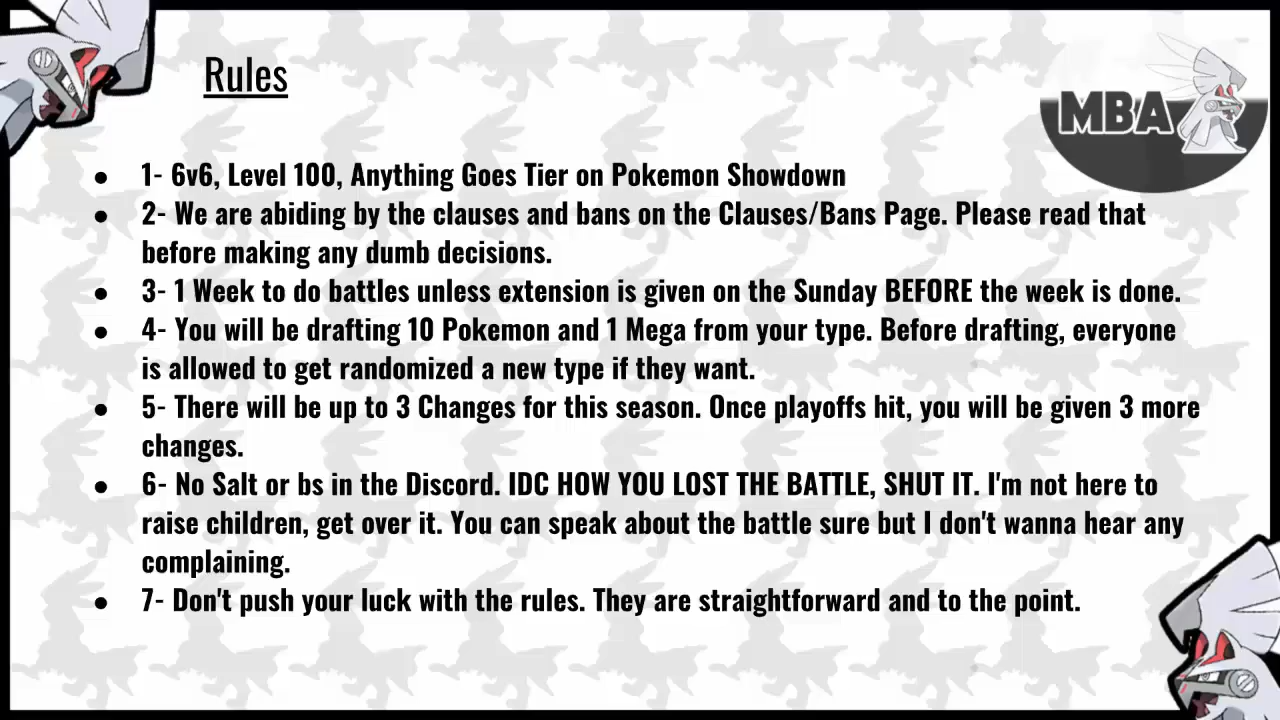 Rules
MBA
● 1- 6v6, Level 100, Anything Goes Tier on Pokemon Showdown
● 2- We are abiding by the clauses and bans on the Clauses/Bans Page. Please read that
before making any dumb decisions.
● 3- 1 Week to do battles unless extension is given on the Sunday BEFORE the week is done.
● 4- You will be drafting 10 Pokemon and 1 Mega from your type. Before drafting, everyone
is allowed to get randomized a new type if they want.
● 5- There will be up to 3 Changes for this season. Once playoffs hit, you will be given 3 more
changes.
● 6- No Salt or bs in the Discord. IDC HOW YOU LOST THE BATTLE, SHUT IT. I'm not here to
raise children, get over it. You can speak about the battle sure but I don't wanna hear any
complaining.
● 7- Don't push your luck with the rules. They are straightforward and to the point.